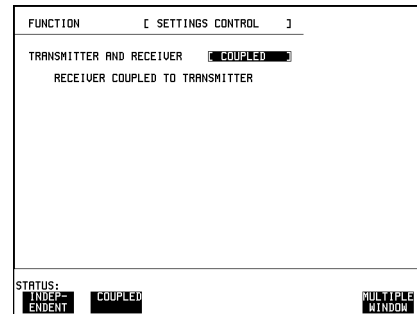 FUNCTION [ SETTINGS CONTROL ]
TRANSMITTER AND RECEIVER [ COUPLED ]
RECEIVER COUPLED TO TRANSMITTER
STATUS:
INDEP- COUPLED MULTIPLE
ENDENT WINDOW